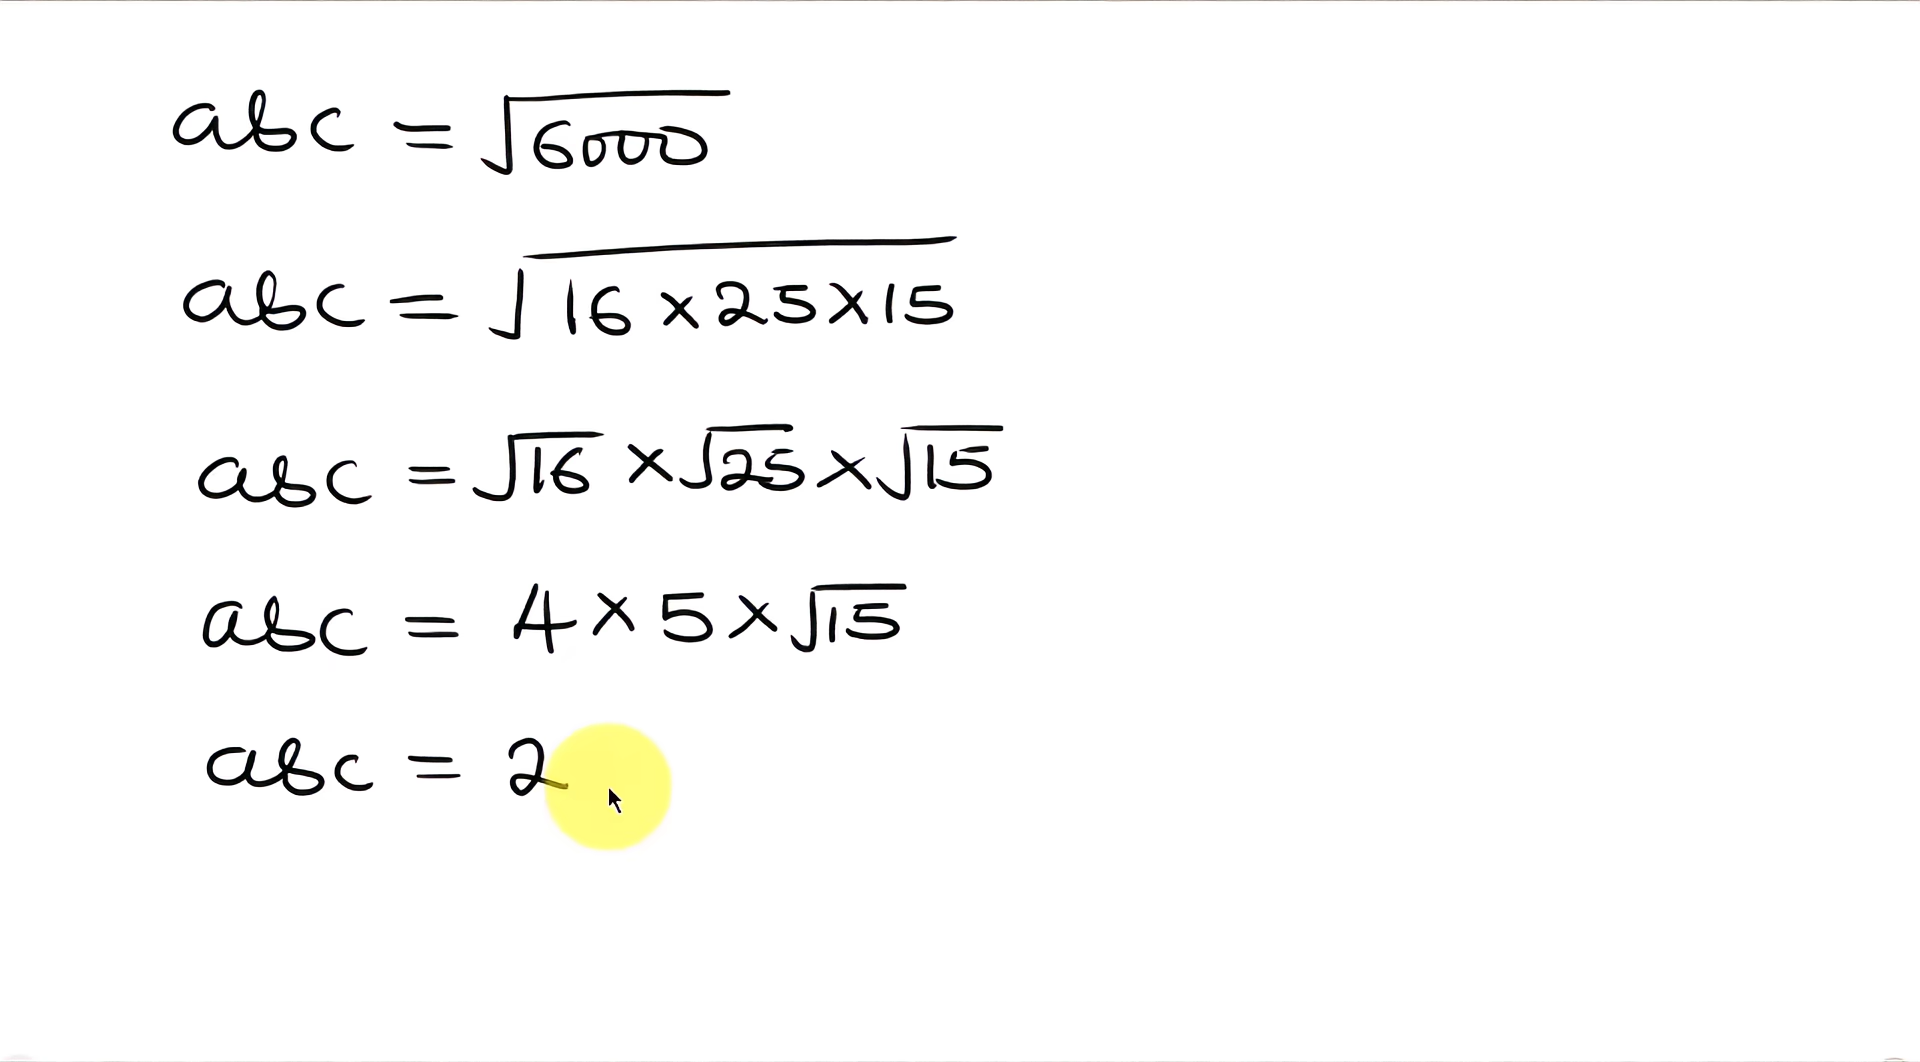 abc = √6000
abc = √16×25×15
abc = √16 × √25 × √15
abc = 4 × 5 × √15
abc = 2